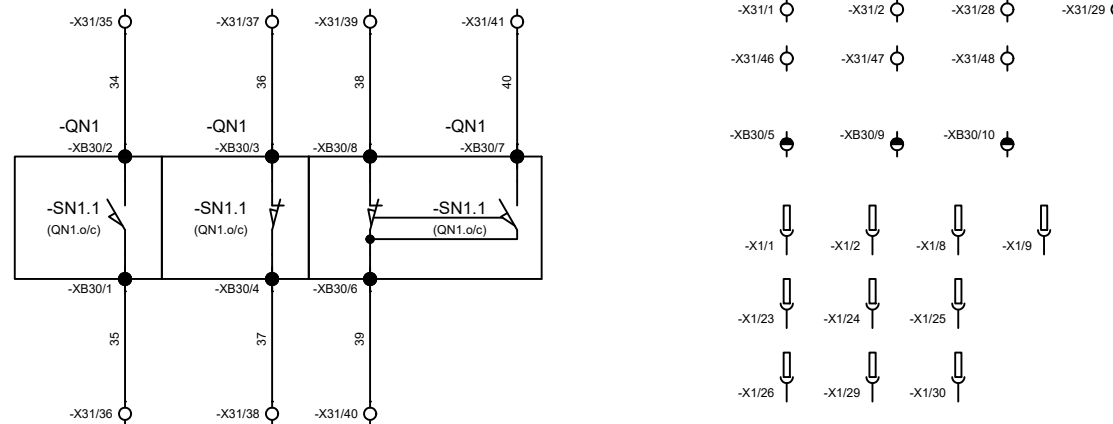 -X31/35 -X31/37 -X31/39 -X31/41
34 36 38 40
-QN1 -QN1 -QN1
-XB30/2 -XB30/3 -XB30/8 -XB30/7
-SN1.1 -SN1.1 -SN1.1
(QN1.o/c) (QN1.o/c) (QN1.o/c)
-XB30/1 -XB30/4 -XB30/6
35 37 39
-X31/36 -X31/38 -X31/40
-X31/1 -X31/2 -X31/28 -X31/29
-X31/46 -X31/47 -X31/48
-XB30/5 -XB30/9 -XB30/10
-X1/1 -X1/2 -X1/8 -X1/9
-X1/23 -X1/24 -X1/25
-X1/26 -X1/29 -X1/30